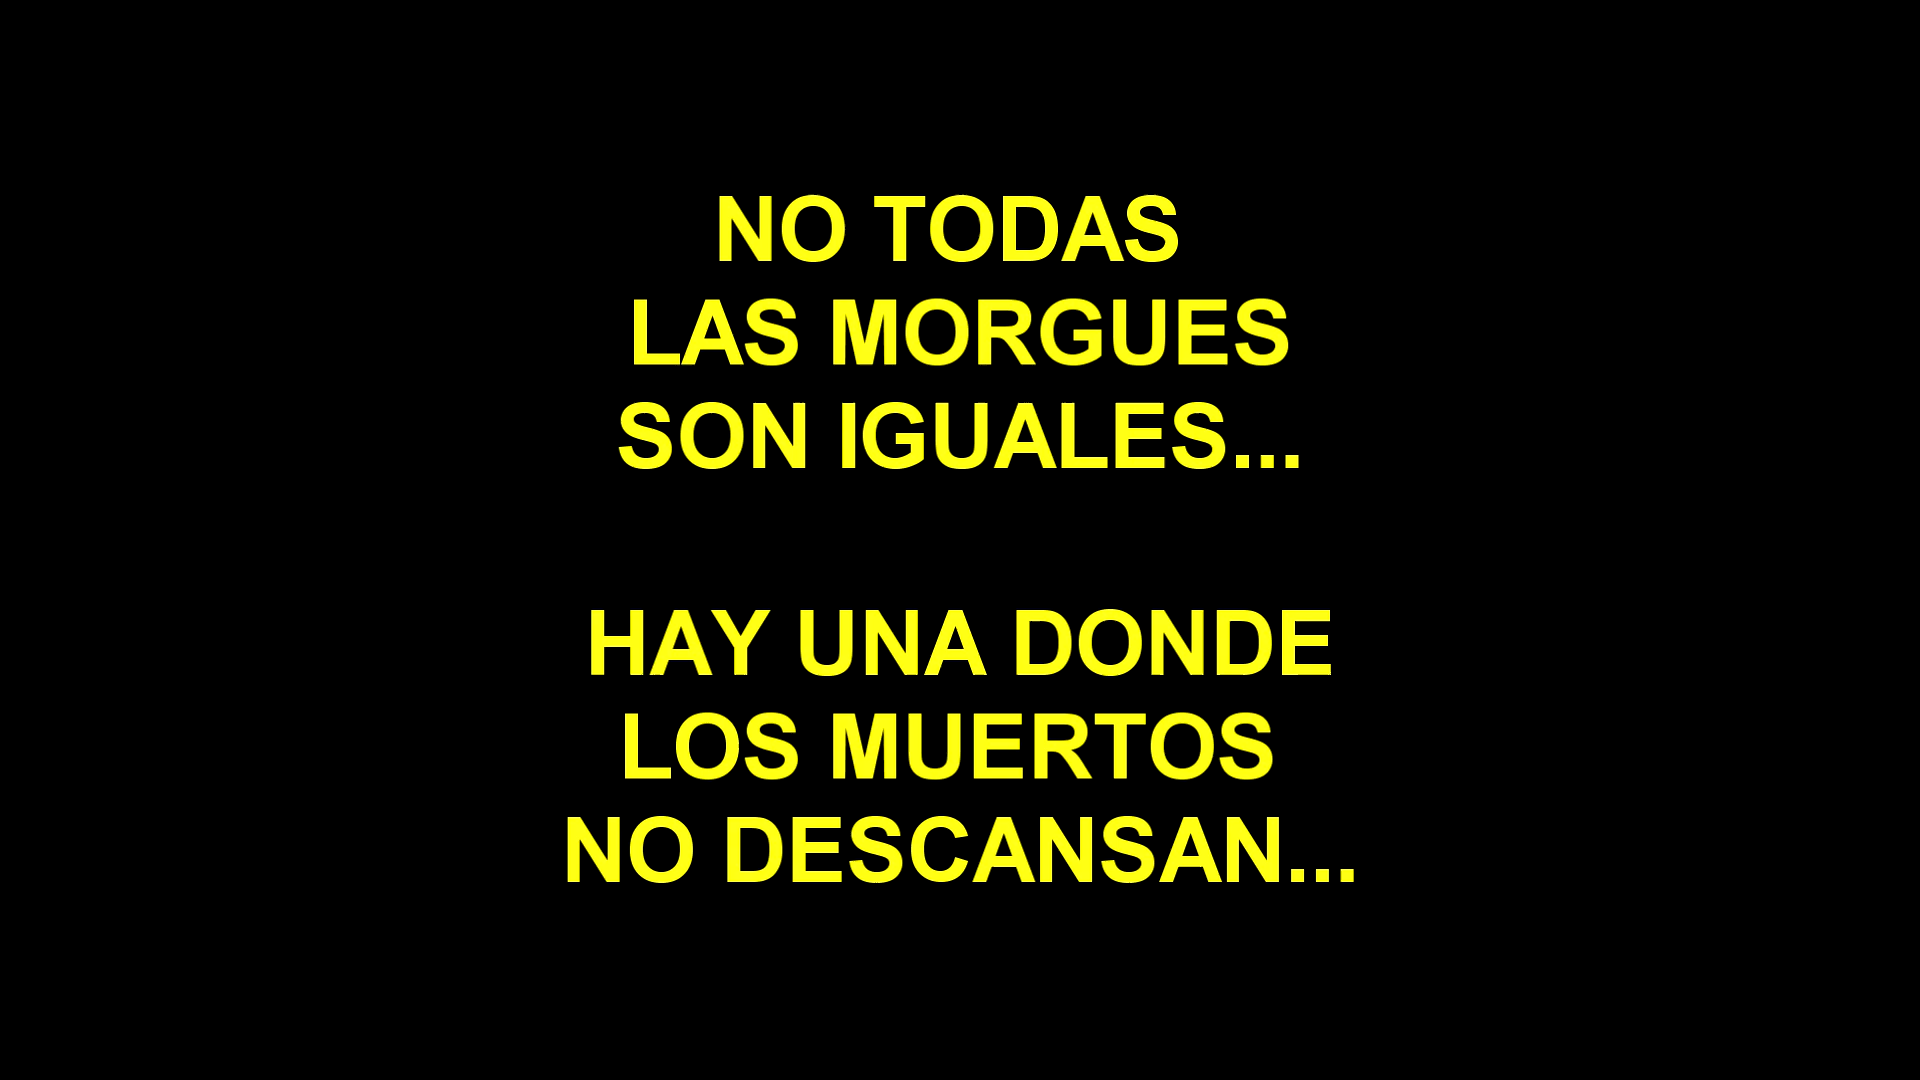 NO TODAS
LAS MORGUES
SON IGUALES...
HAY UNA DONDE
LOS MUERTOS
NO DESCANSAN...